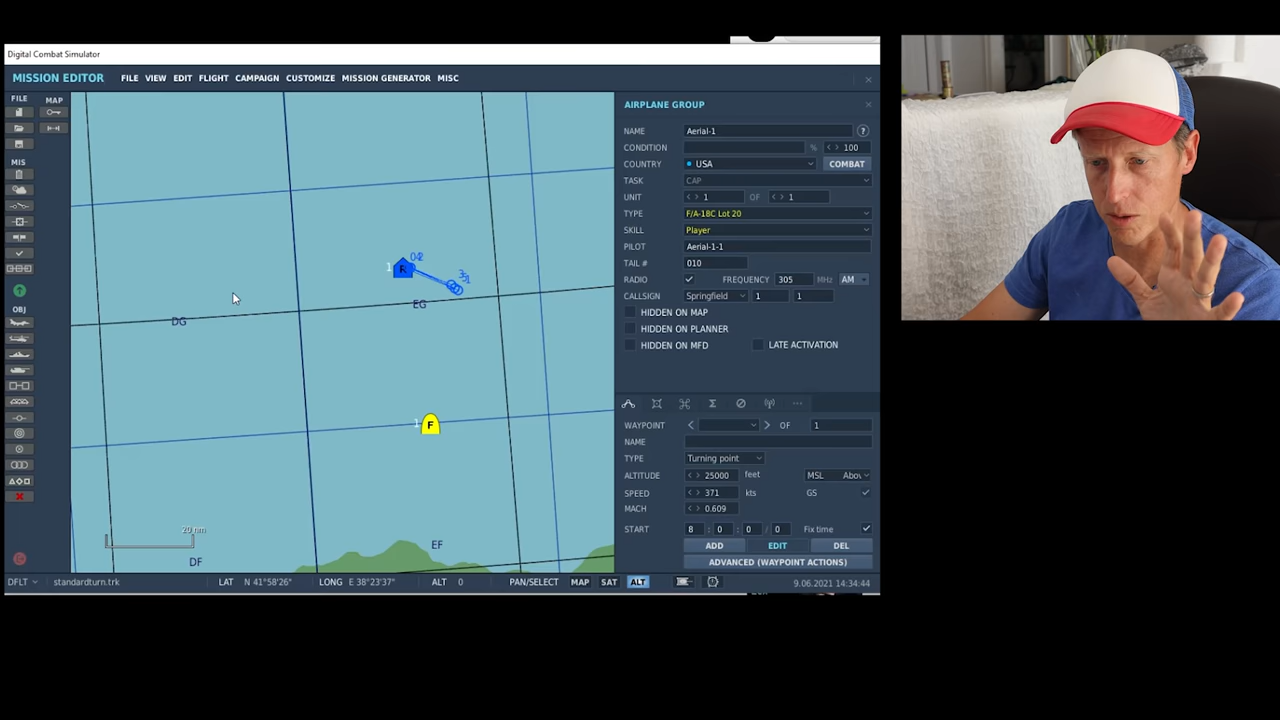 Digital Combat Simulator
MISSION EDITOR FILE VIEW EDIT FLIGHT CAMPAIGN CUSTOMIZE MISSION GENERATOR MISC
FILE MAP
MIS
OBJ
1 R
EG
DG
1 F
EF
DF
20 nm
AIRPLANE GROUP
NAME Aerial-1 ?
CONDITION % < > 100
COUNTRY USA COMBAT
TASK CAP
UNIT < > 1 OF < > 1
TYPE F/A-18C Lot 20
SKILL Player
PILOT Aerial-1-1
TAIL # 010
RADIO FREQUENCY 305 MHz AM
CALLSIGN Springfield 1 1
HIDDEN ON MAP
HIDDEN ON PLANNER
HIDDEN ON MFD LATE ACTIVATION
WAYPOINT < > OF 1
NAME
TYPE Turning point
ALTITUDE < > 25000 feet MSL Abov
SPEED < > 371 kts GS
MACH 0.609
START 8 : 0 : 0 / 0 Fix time
ADD EDIT DEL
ADVANCED (WAYPOINT ACTIONS)
DFLT standardturn.trk LAT N 41°58'26" LONG E 38°23'37" ALT 0 PAN/SELECT MAP SAT ALT 9.06.2021 14:34:44